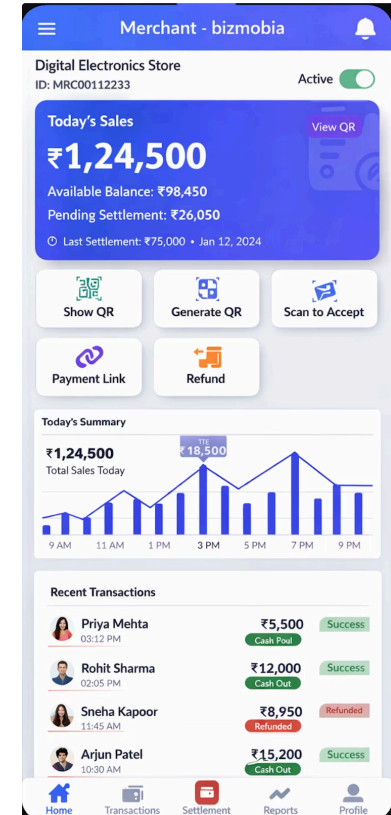 Merchant - bizmobia
Digital Electronics Store
ID: MRC00112233
Active
Today's Sales
View QR
₹1,24,500
Available Balance: ₹98,450
Pending Settlement: ₹26,050
Last Settlement: ₹75,000 • Jan 12, 2024
Show QR
Generate QR
Scan to Accept
Payment Link
Refund
Today's Summary
₹1,24,500
Total Sales Today
TTE
₹18,500
9 AM 11 AM 1 PM 3 PM 5 PM 7 PM 9 PM
Recent Transactions
Priya Mehta ₹5,500 Success
03:12 PM Cash Poul
Rohit Sharma ₹12,000 Success
02:05 PM Cash Out
Sneha Kapoor ₹8,950 Refunded
11:45 AM Refunded
Arjun Patel ₹15,200 Success
10:30 AM Cash Out
Home Transactions Settlement Reports Profile